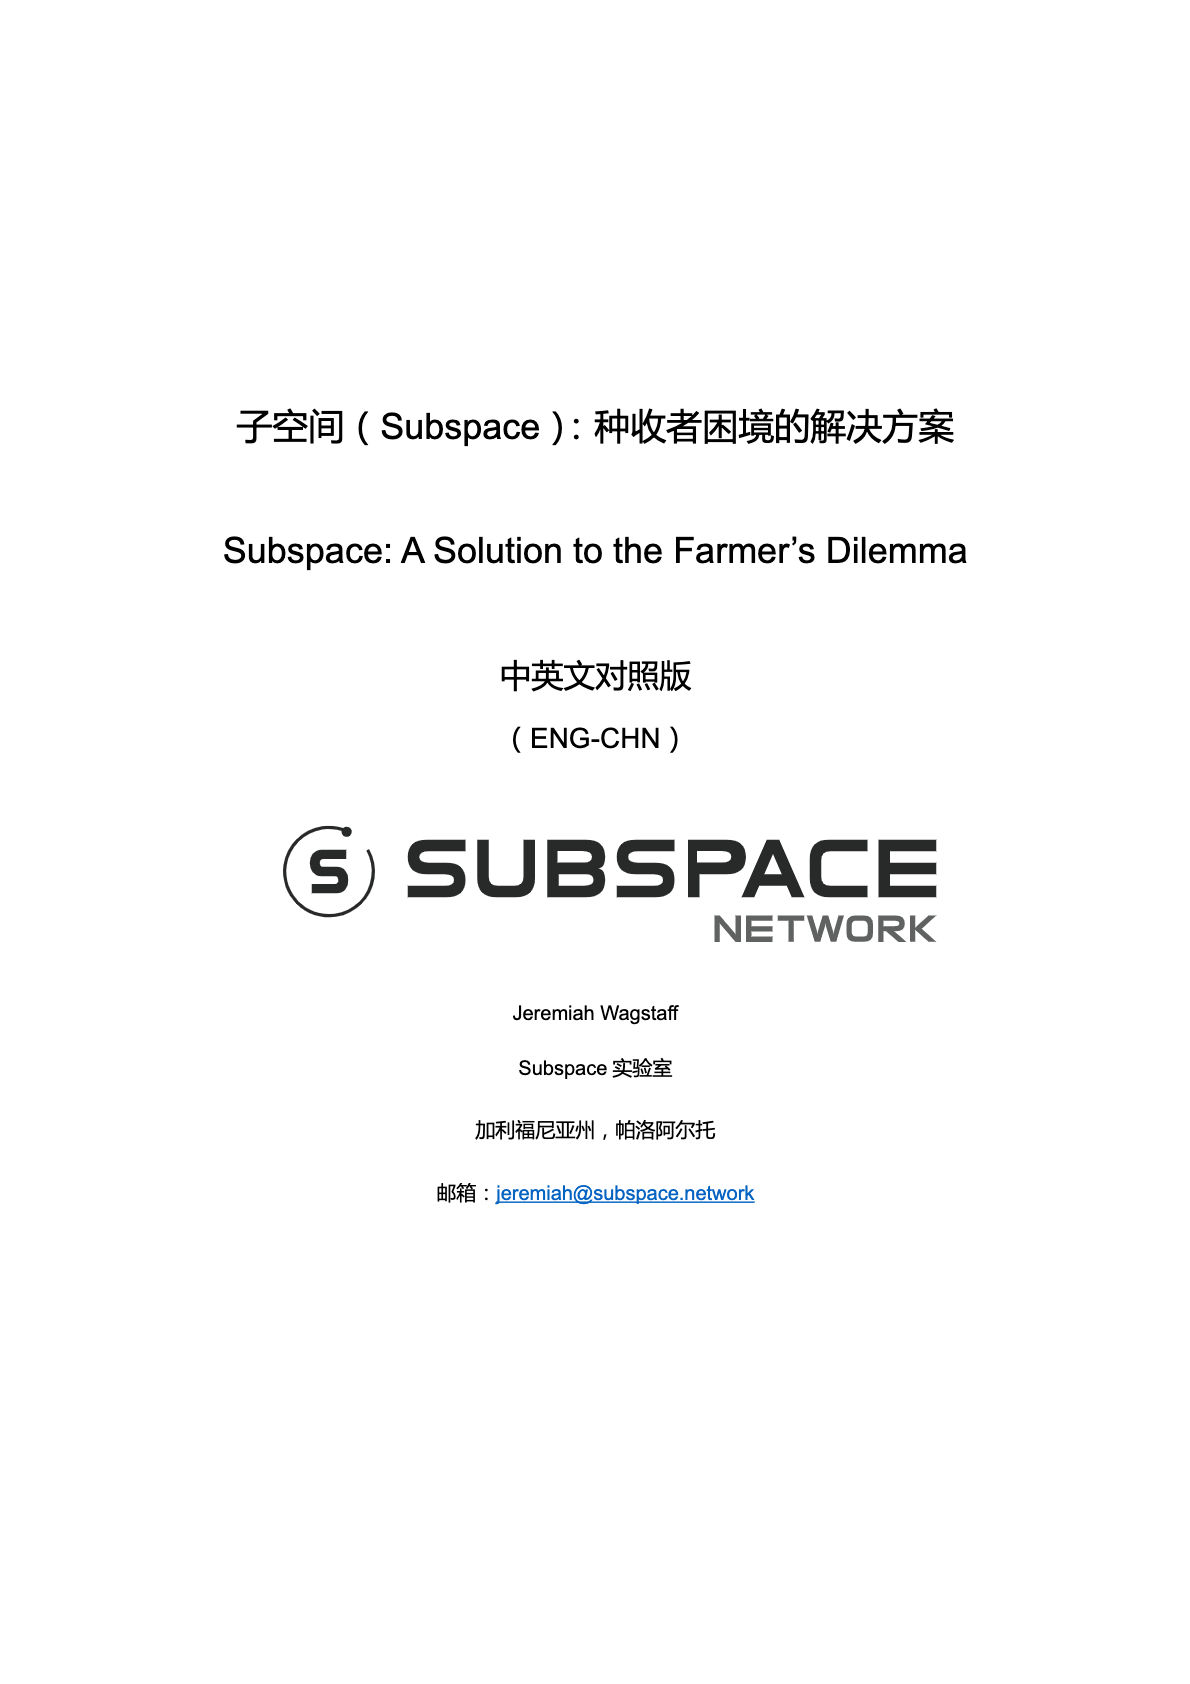 子空间（Subspace）：种收者困境的解决方案
Subspace: A Solution to the Farmer’s Dilemma
中英文对照版
（ENG-CHN）
S SUBSPACE
NETWORK
Jeremiah Wagstaff
Subspace 实验室
加利福尼亚州，帕洛阿尔托
邮箱：jeremiah@subspace.network